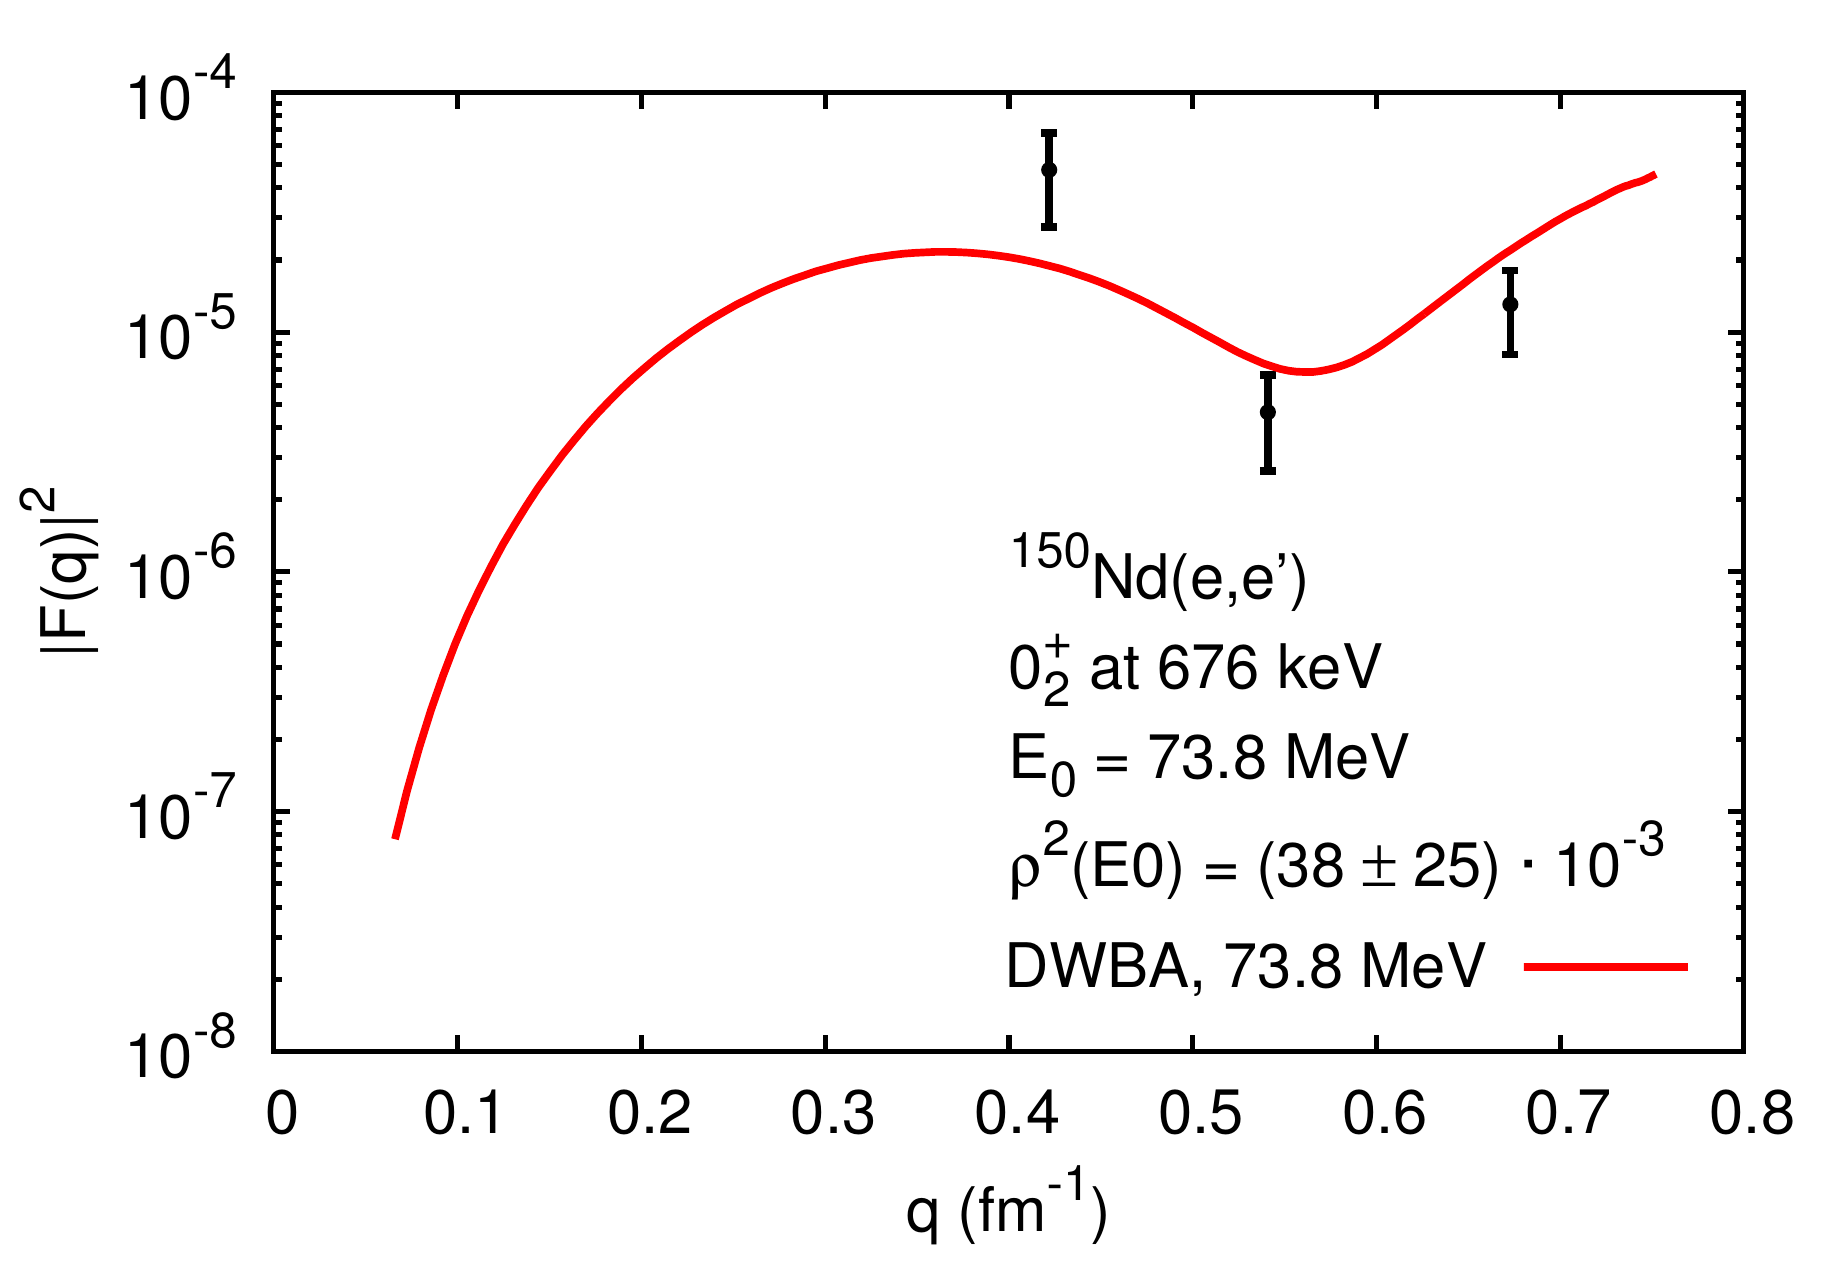 10^-4
10^-5
10^-6
10^-7
10^-8
|F(q)|^2
^150Nd(e,e’)
0_2^+ at 676 keV
E_0 = 73.8 MeV
ρ^2(E0) = (38 ± 25) · 10^-3
DWBA, 73.8 MeV
0 0.1 0.2 0.3 0.4 0.5 0.6 0.7 0.8
q (fm^-1)